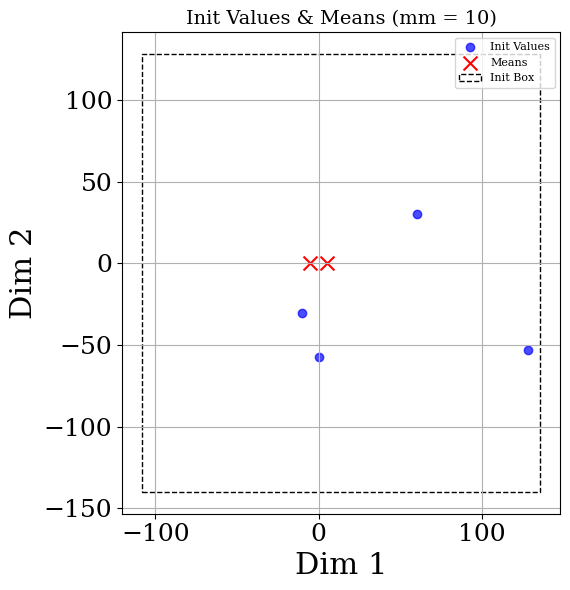 Init Values & Means (mm = 10)
Init Values
Means
Init Box
100
50
0
−50
−100
−150
Dim 2
−100
0
100
Dim 1